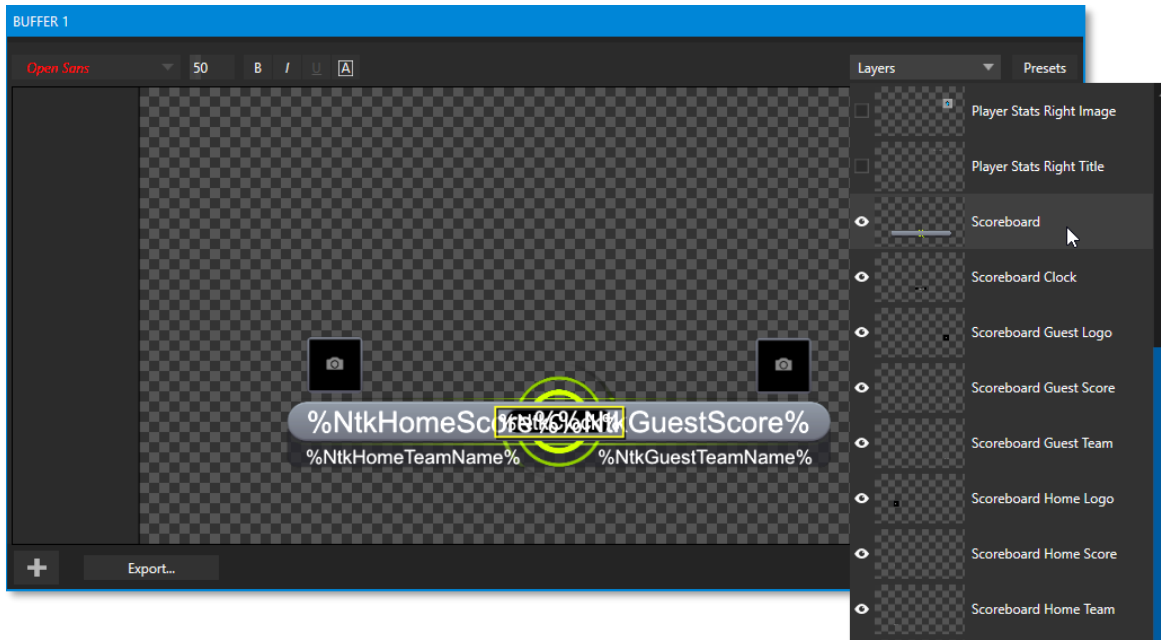 BUFFER 1
Open Sans 50 B I U A Layers Presets
Player Stats Right Image
Player Stats Right Title
Scoreboard
Scoreboard Clock
Scoreboard Guest Logo
Scoreboard Guest Score
Scoreboard Guest Team
Scoreboard Home Logo
Scoreboard Home Score
Scoreboard Home Team
%NtkHomeSco GuestScore%
%NtkHomeTeamName% %NtkGuestTeamName%
Export...